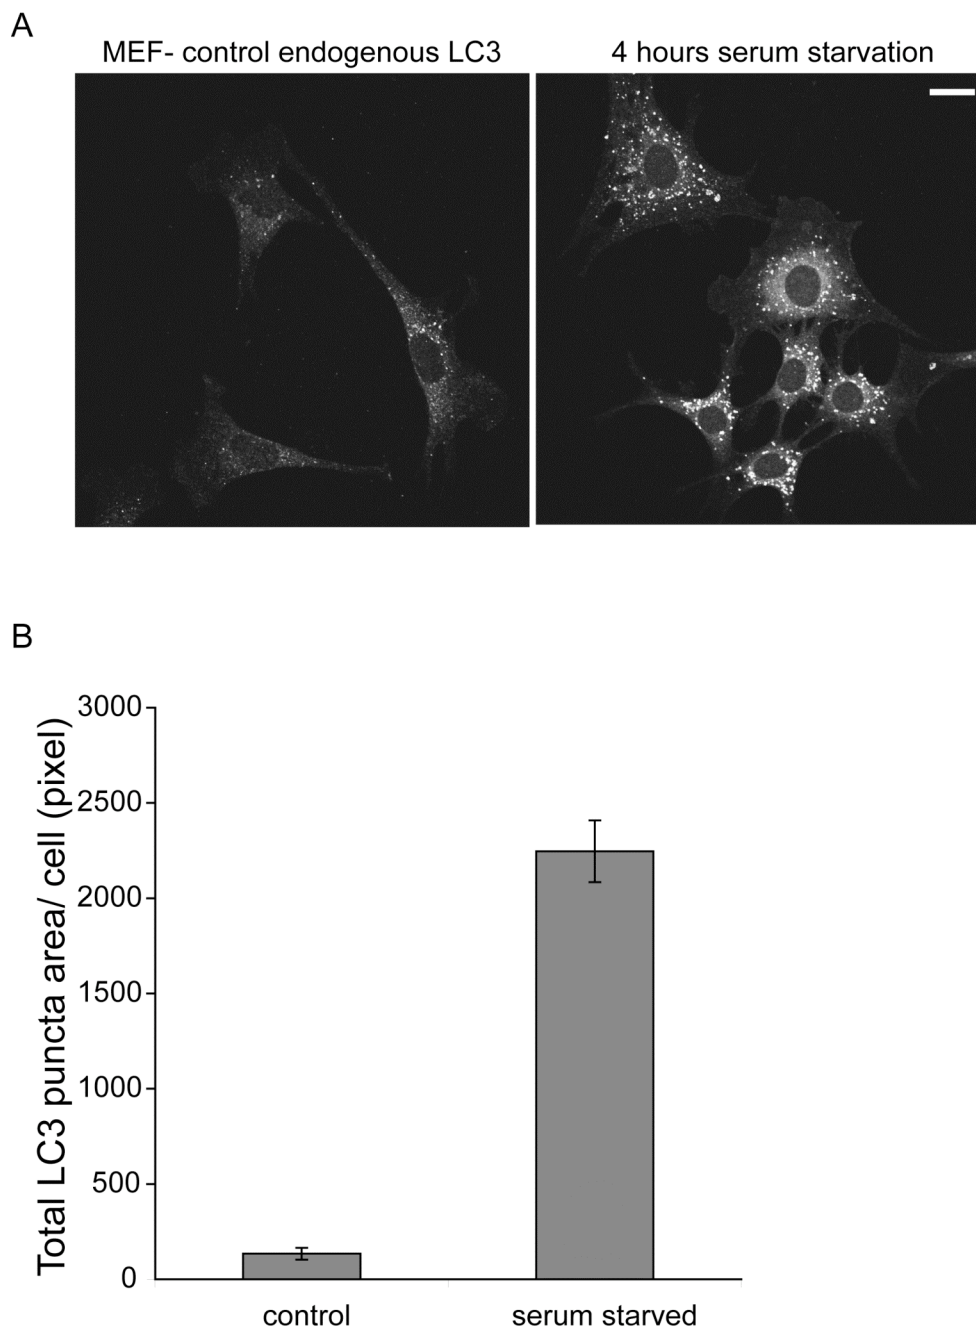 A
MEF- control endogenous LC3
4 hours serum starvation
B
Total LC3 puncta area/ cell (pixel)
3000
2500
2000
1500
1000
500
0
control
serum starved